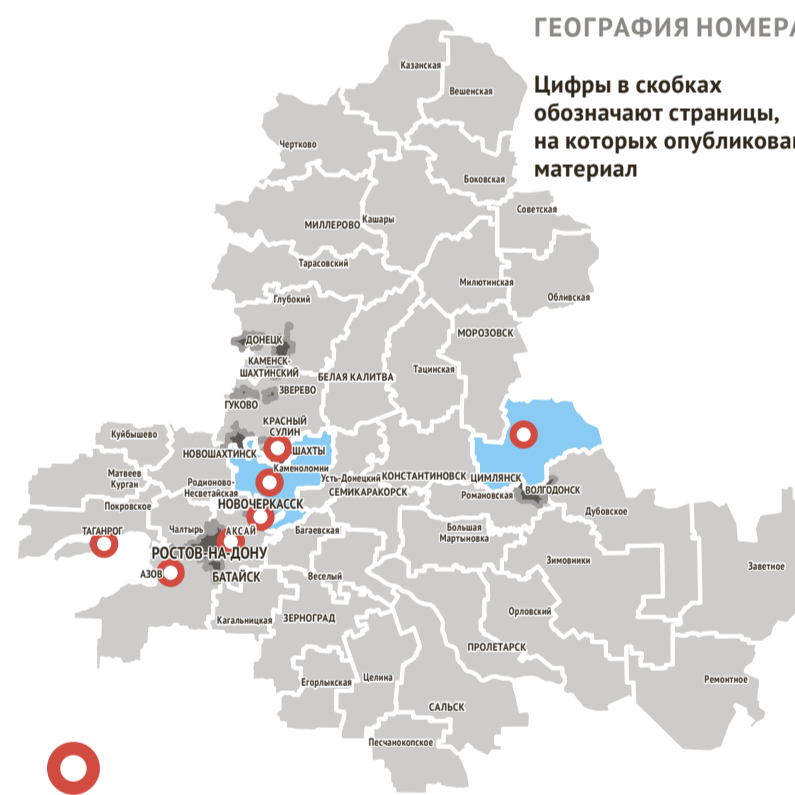 ГЕОГРАФИЯ НОМЕРА
Цифры в скобках
обозначают страницы,
на которых опубликован
материал
Казанская
Вешенская
Чертково
Боковская
Советская
МИЛЛЕРОВО
Кашары
Тарасовский
Милютинская
Обливская
Глубокий
МОРОЗОВСК
ДОНЕЦК
КАМЕНСК-
ШАХТИНСКИЙ
Тацинская
БЕЛАЯ КАЛИТВА
ЗВЕРЕВО
ГУКОВО
КРАСНЫЙ
СУЛИН
Куйбышево
НОВОШАХТИНСК
ШАХТЫ
Матвеев
Курган
Каменоломни
Родионово-
Несветайская
Усть-Донецкий
КОНСТАНТИНОВСК
ЦИМЛЯНСК
СЕМИКАРАКОРСК
Романовская
ВОЛГОДОНСК
Покровское
НОВОЧЕРКАССК
Дубовское
ТАГАНРОГ
Чалтырь
АКСАЙ
Багаевская
Большая
Мартыновка
РОСТОВ-НА-ДОНУ
Зимовники
Заветное
АЗОВ
БАТАЙСК
Веселый
Орловский
Кагальницкая
ЗЕРНОГРАД
ПРОЛЕТАРСК
Егорлыкская
Целина
Ремонтное
САЛЬСК
Песчанокопское